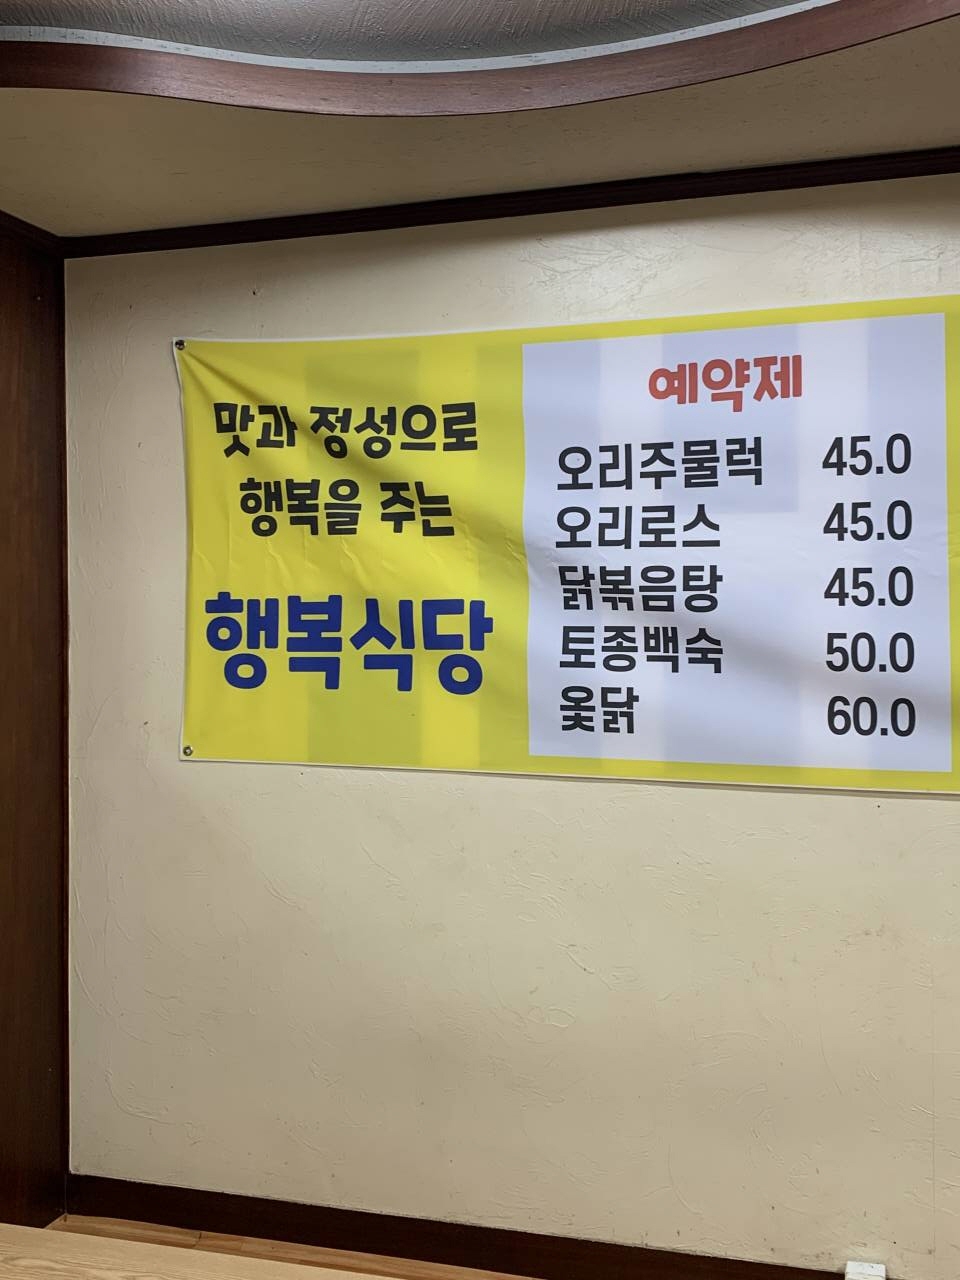 맛과 정성으로
행복을 주는
행복식당
예약제
오리주물럭 45.0
오리로스 45.0
닭볶음탕 45.0
토종백숙 50.0
옻닭 60.0